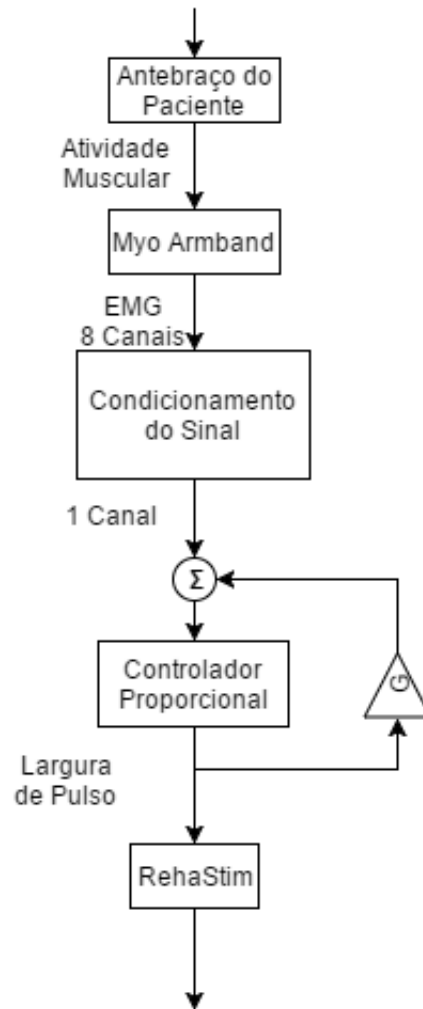 Antebraço do
Paciente
Atividade
Muscular
Myo Armband
EMG
8 Canais
Condicionamento
do Sinal
1 Canal
Σ
Controlador
Proporcional
G
Largura
de Pulso
RehaStim